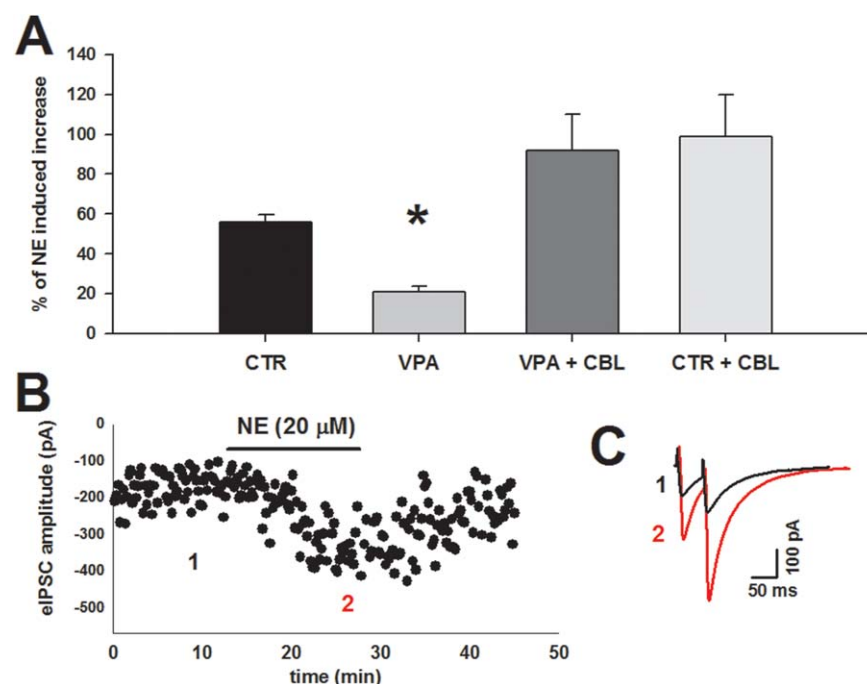 A
% of NE induced increase
140
120
100
80
60
40
20
0
*
CTR
VPA
VPA + CBL
CTR + CBL
B
eIPSC amplitude (pA)
0
-100
-200
-300
-400
-500
NE (20 μM)
1
2
0
10
20
30
40
50
time (min)
C
1
2
100 pA
50 ms